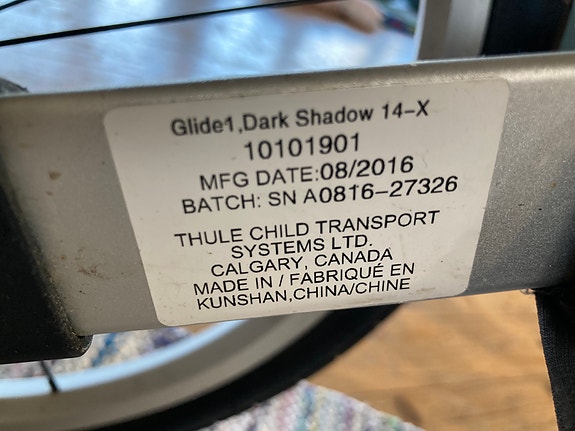 Glide1,Dark Shadow 14-X
10101901
MFG DATE:08/2016
BATCH: SN A0816-27326
THULE CHILD TRANSPORT
SYSTEMS LTD.
CALGARY, CANADA
MADE IN / FABRIQUÉ EN
KUNSHAN,CHINA/CHINE